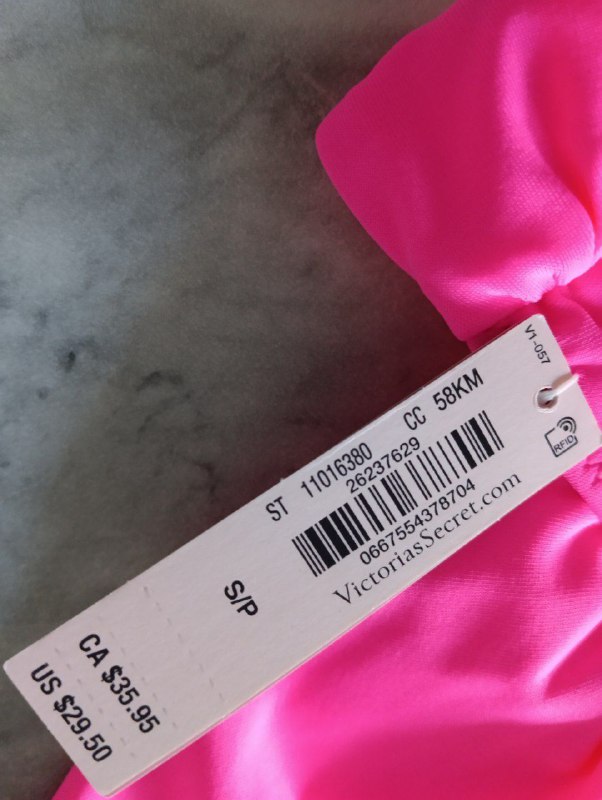 V1-057
RFID
ST 11016380 CC 58KM
26237629
0667554378704
VictoriasSecret.com
S/P
CA $35.95
US $29.50